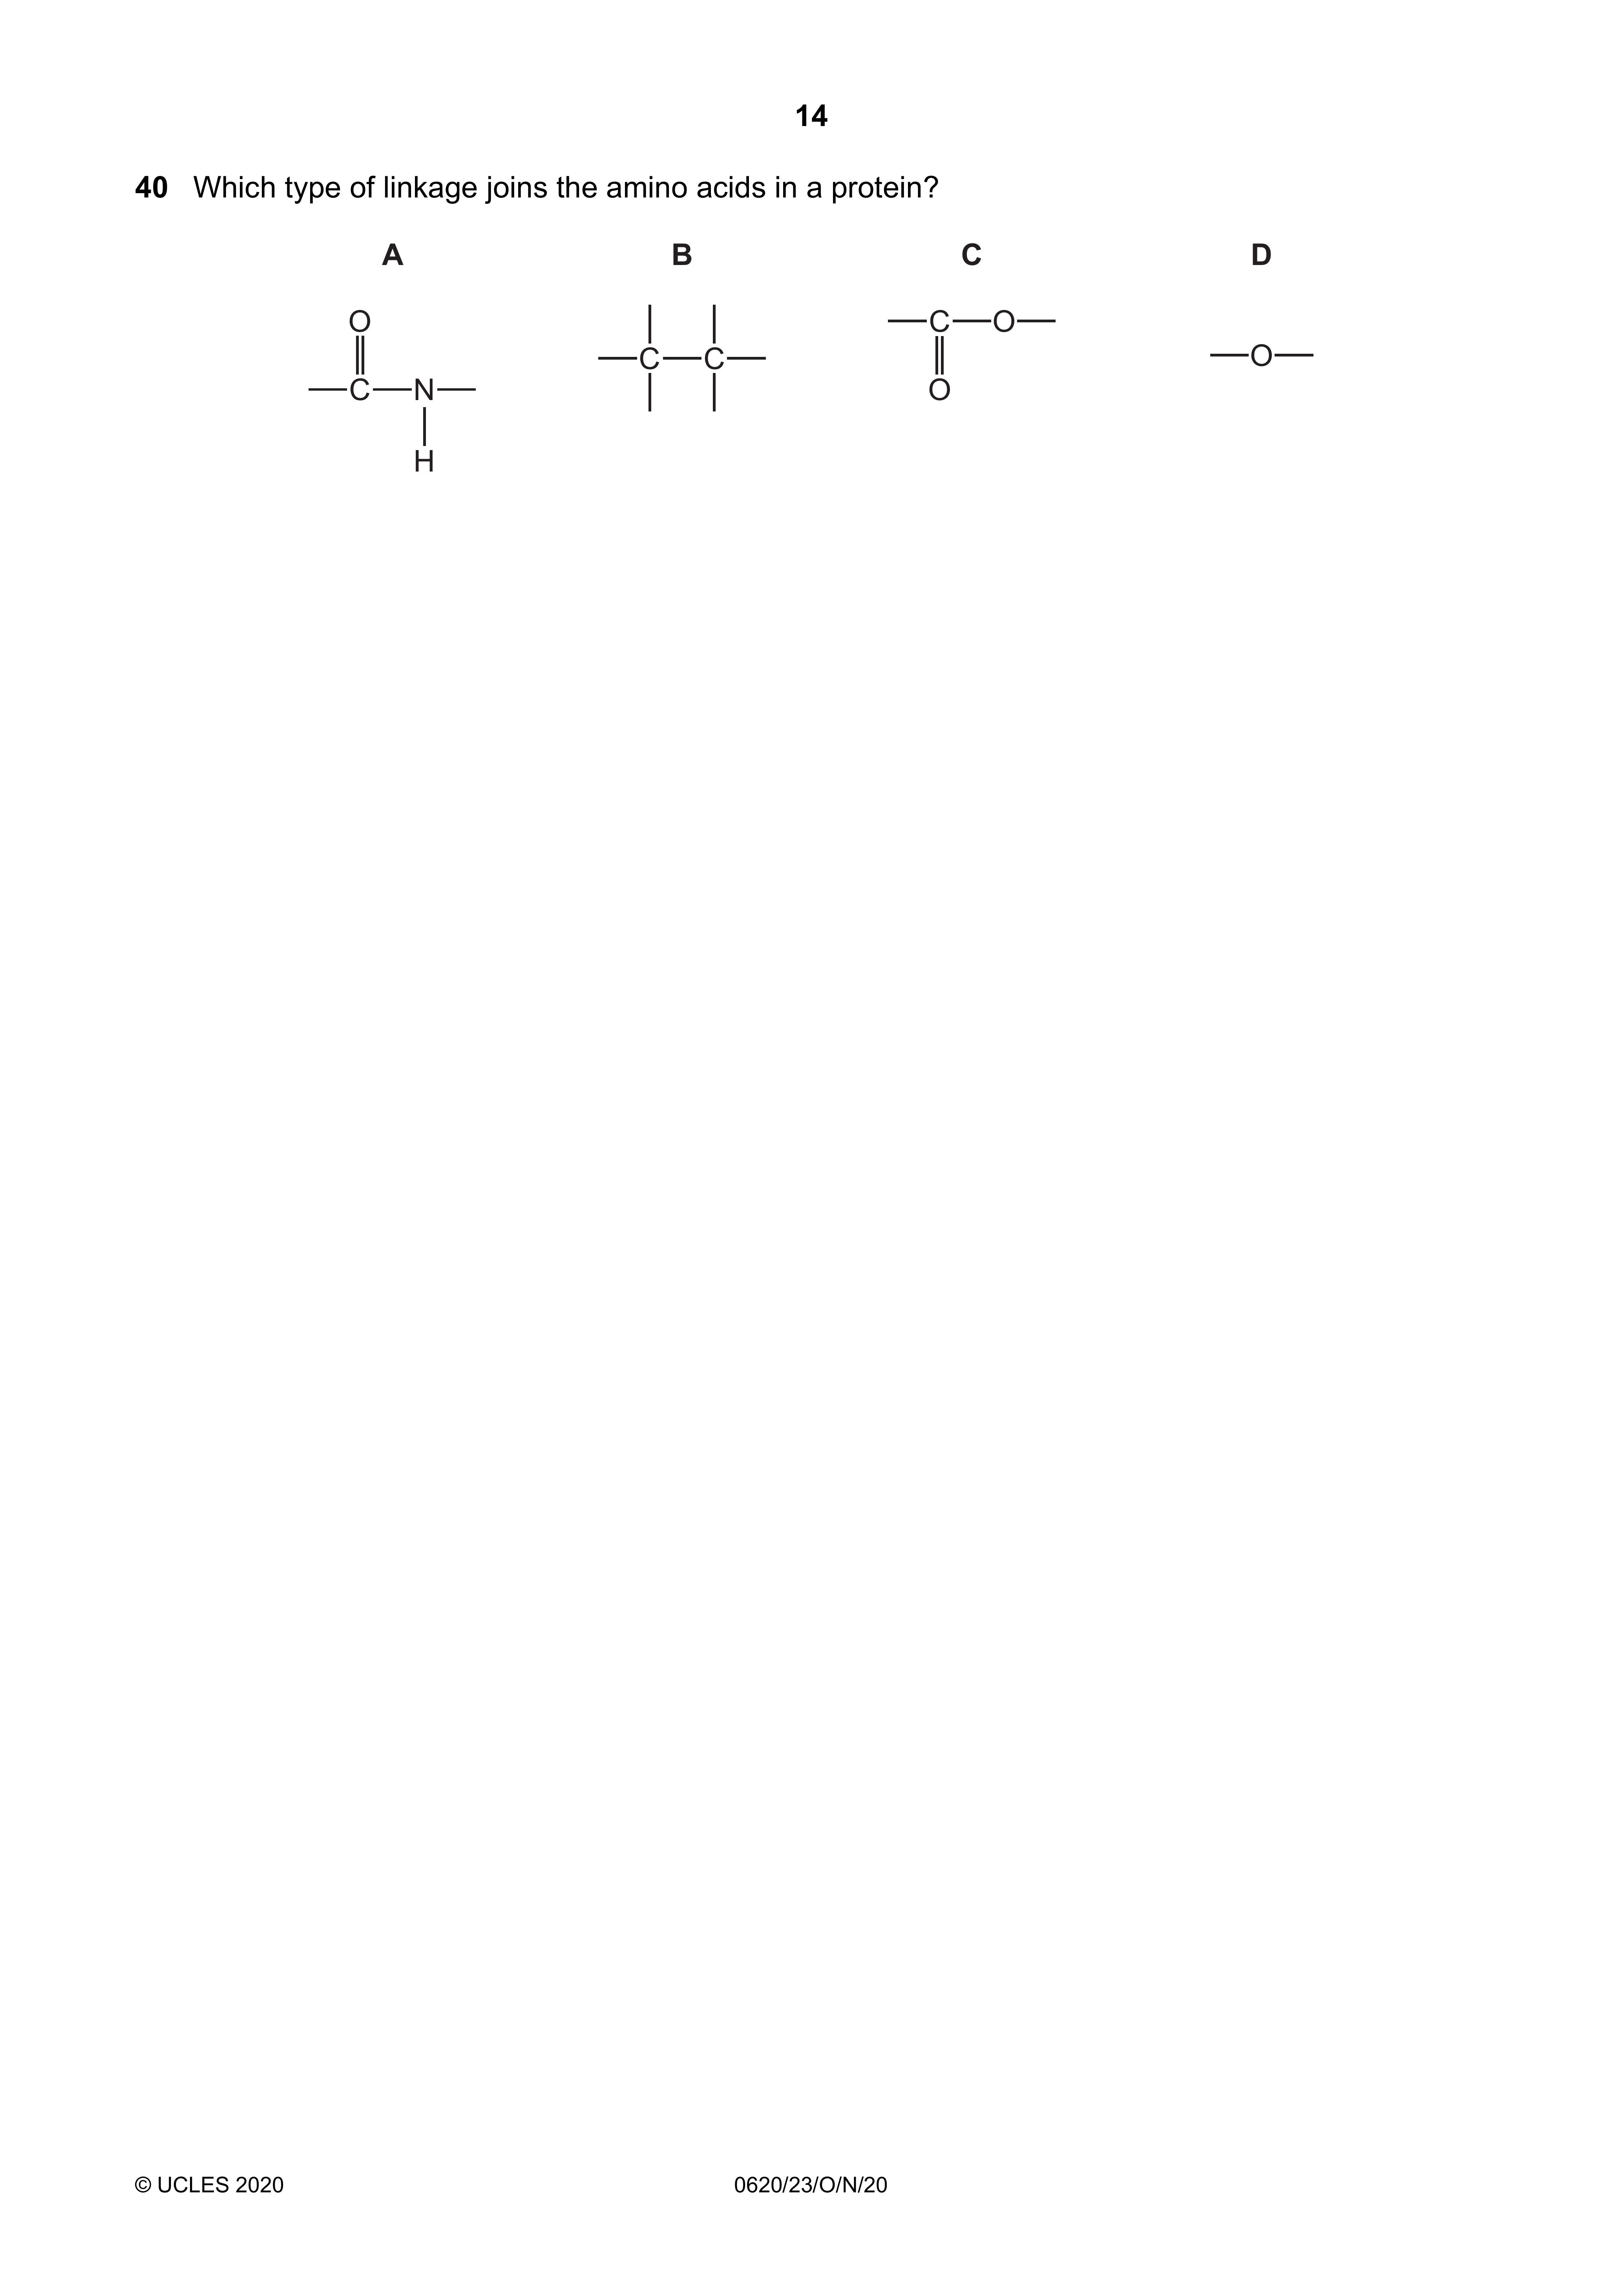 14
40 Which type of linkage joins the amino acids in a protein?
A B C D
O
C N
H
C C
C O
O
O
© UCLES 2020 0620/23/O/N/20